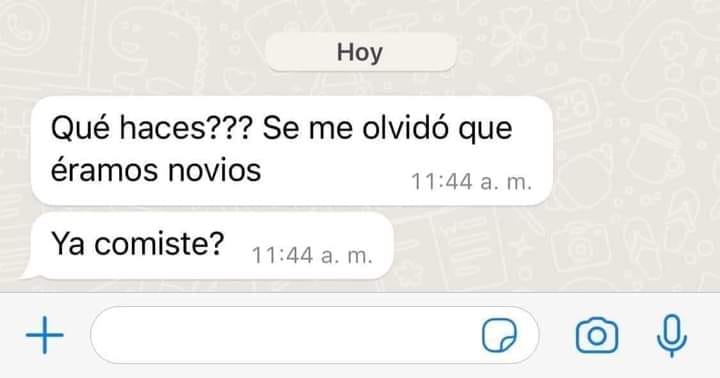 Hoy
Qué haces??? Se me olvidó que
éramos novios
11:44 a. m.
Ya comiste?
11:44 a. m.